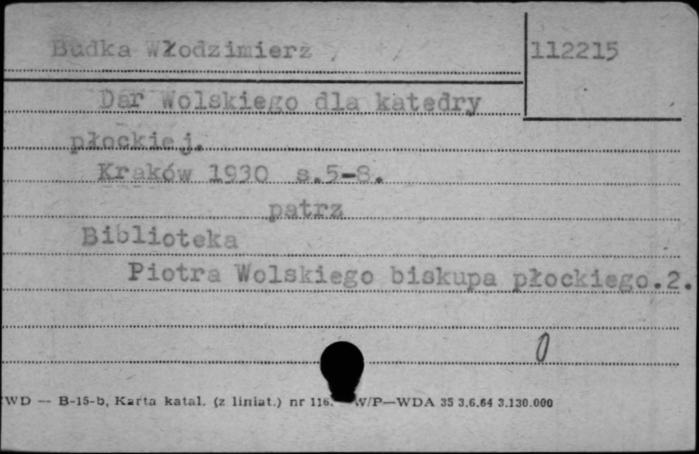 Budka Włodzimierz
112215
Dar Wolskiego dla katedry
płockiej.
Kraków 1930 s.5-8.
patrz
Biblioteka
Piotra Wolskiego biskupa płockiego.2.
0
WD — B-15-b, Karta katal. (z liniat.) nr 116. W/P—WDA 35 3.6.64 3.130.000